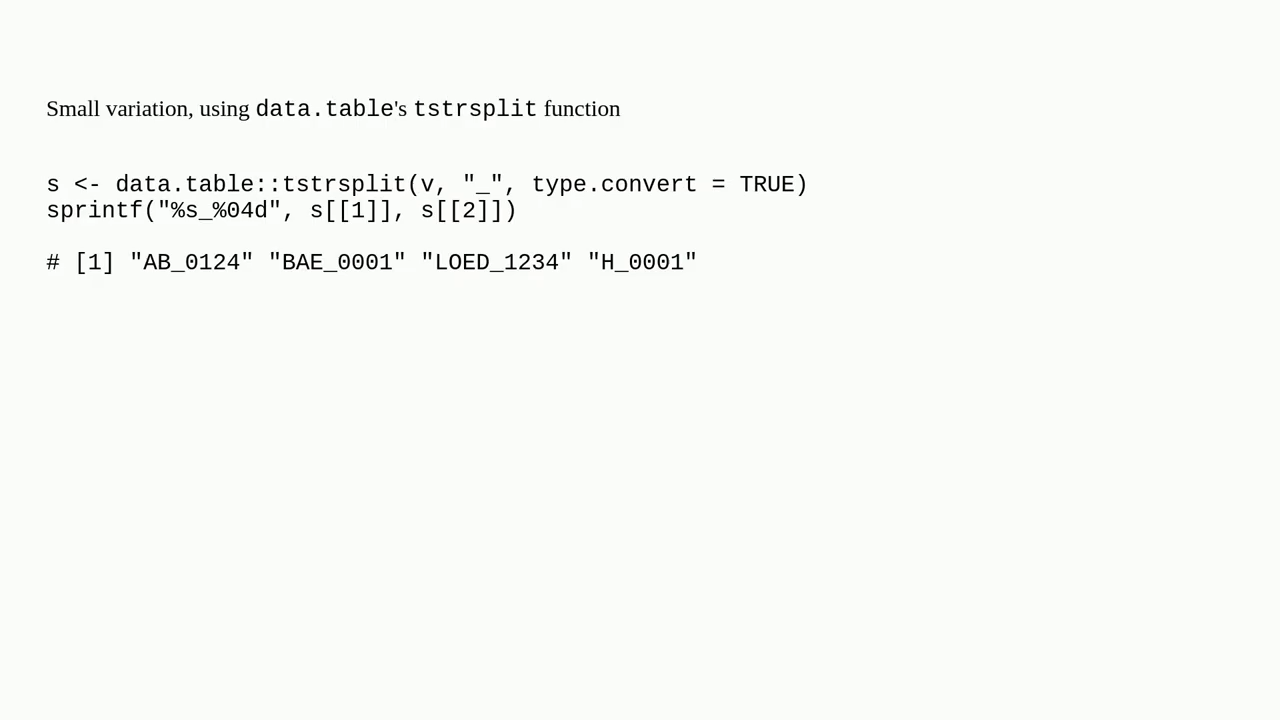 Small variation, using data.table's tstrsplit function
s <- data.table::tstrsplit(v, "_", type.convert = TRUE)
sprintf("%s_%04d", s[[1]], s[[2]])
# [1] "AB_0124" "BAE_0001" "LOED_1234" "H_0001"